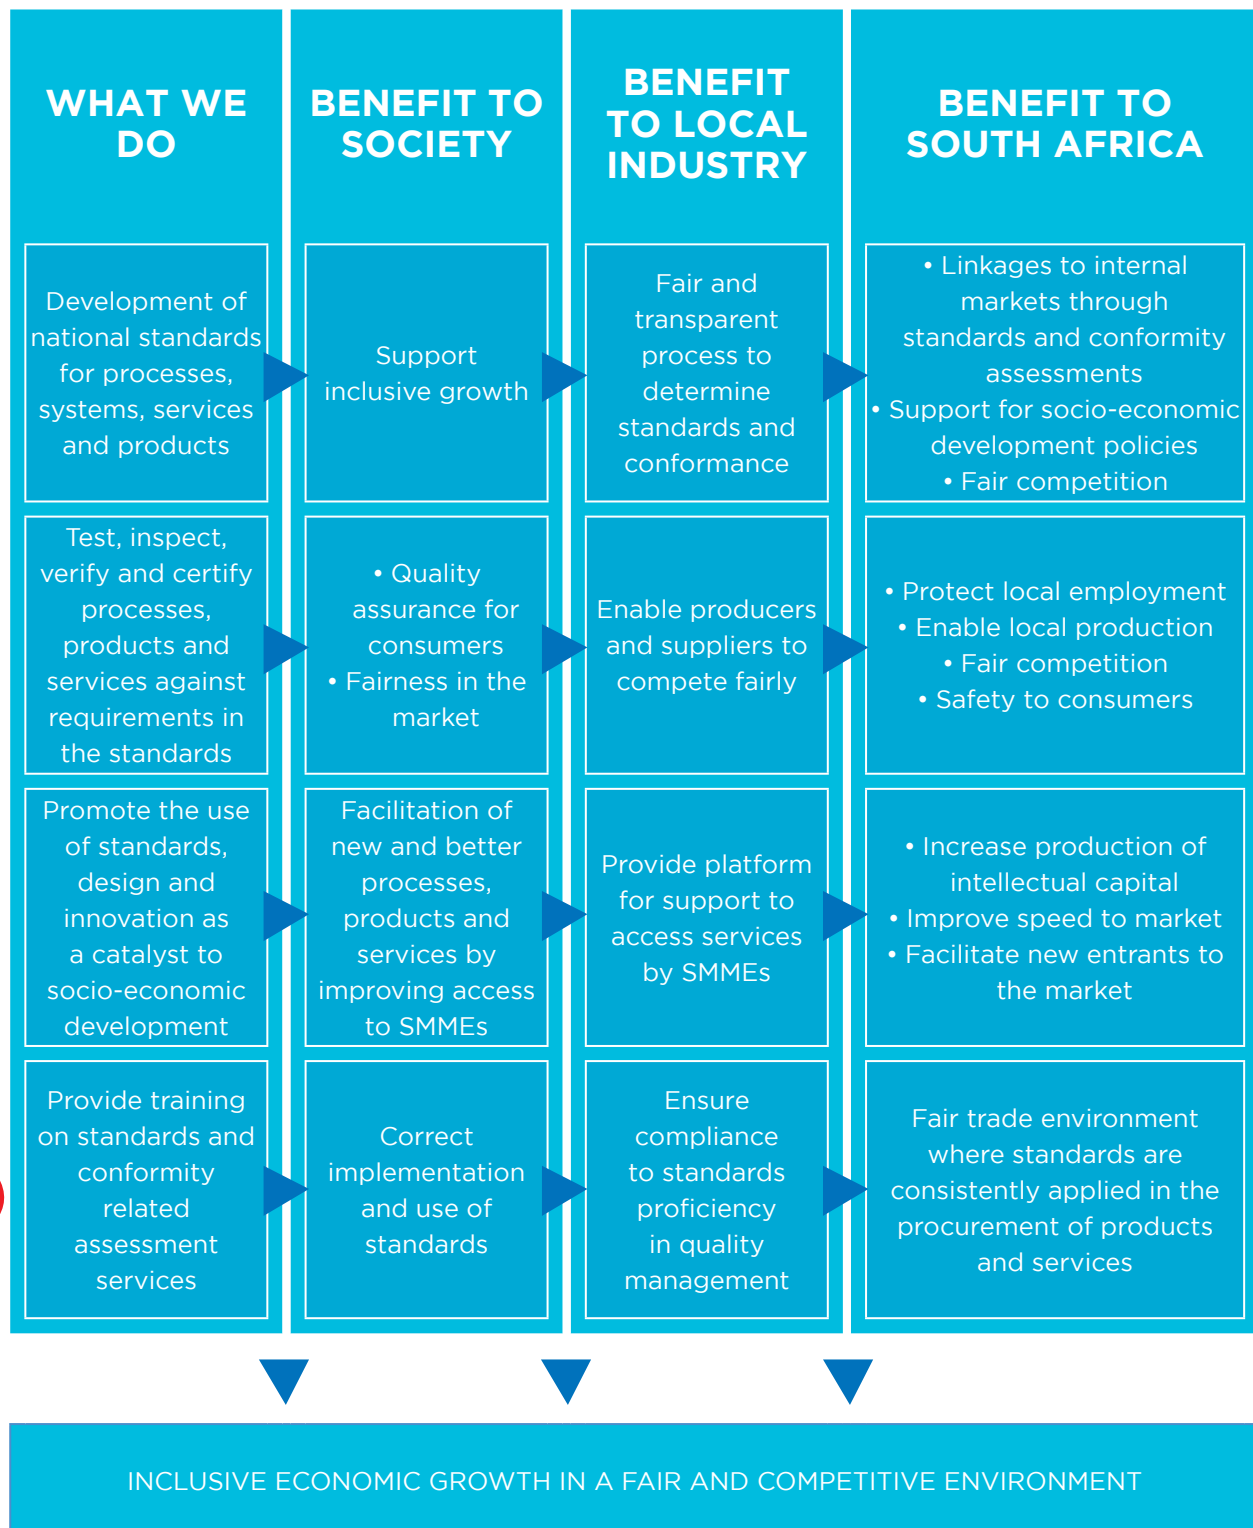 WHAT WE
DO
BENEFIT TO
SOCIETY
BENEFIT
TO LOCAL
INDUSTRY
BENEFIT TO
SOUTH AFRICA
Development of
national standards
for processes,
systems, services
and products
Support
inclusive growth
Fair and
transparent
process to
determine
standards and
conformance
• Linkages to internal
markets through
standards and conformity
assessments
• Support for socio-economic
development policies
• Fair competition
Test, inspect,
verify and certify
processes,
products and
services against
requirements in
the standards
• Quality
assurance for
consumers
• Fairness in the
market
Enable producers
and suppliers to
compete fairly
• Protect local employment
• Enable local production
• Fair competition
• Safety to consumers
Promote the use
of standards,
design and
innovation as
a catalyst to
socio-economic
development
Facilitation of
new and better
processes,
products and
services by
improving access
to SMMEs
Provide platform
for support to
access services
by SMMEs
• Increase production of
intellectual capital
• Improve speed to market
• Facilitate new entrants to
the market
Provide training
on standards and
conformity
related
assessment
services
Correct
implementation
and use of
standards
Ensure
compliance
to standards
proficiency
in quality
management
Fair trade environment
where standards are
consistently applied in the
procurement of products
and services
INCLUSIVE ECONOMIC GROWTH IN A FAIR AND COMPETITIVE ENVIRONMENT